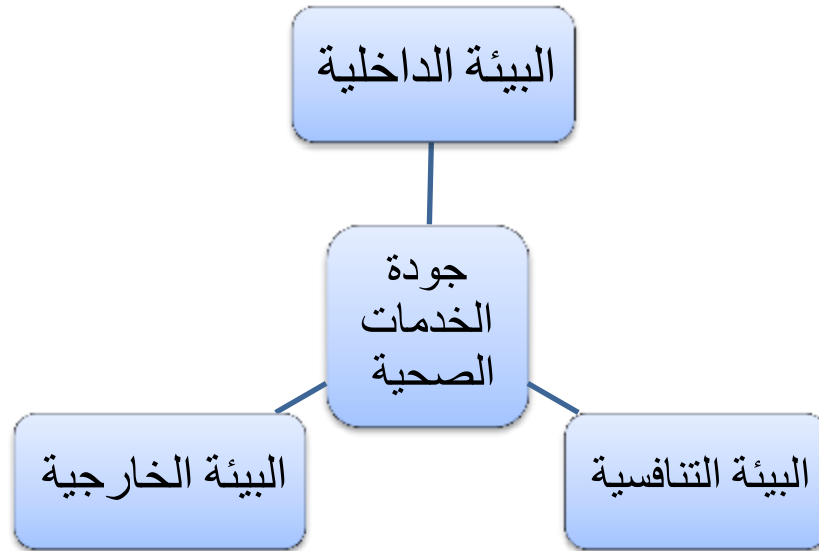 البيئة الداخلية
جودة
الخدمات
الصحية
البيئة التنافسية
البيئة الخارجية